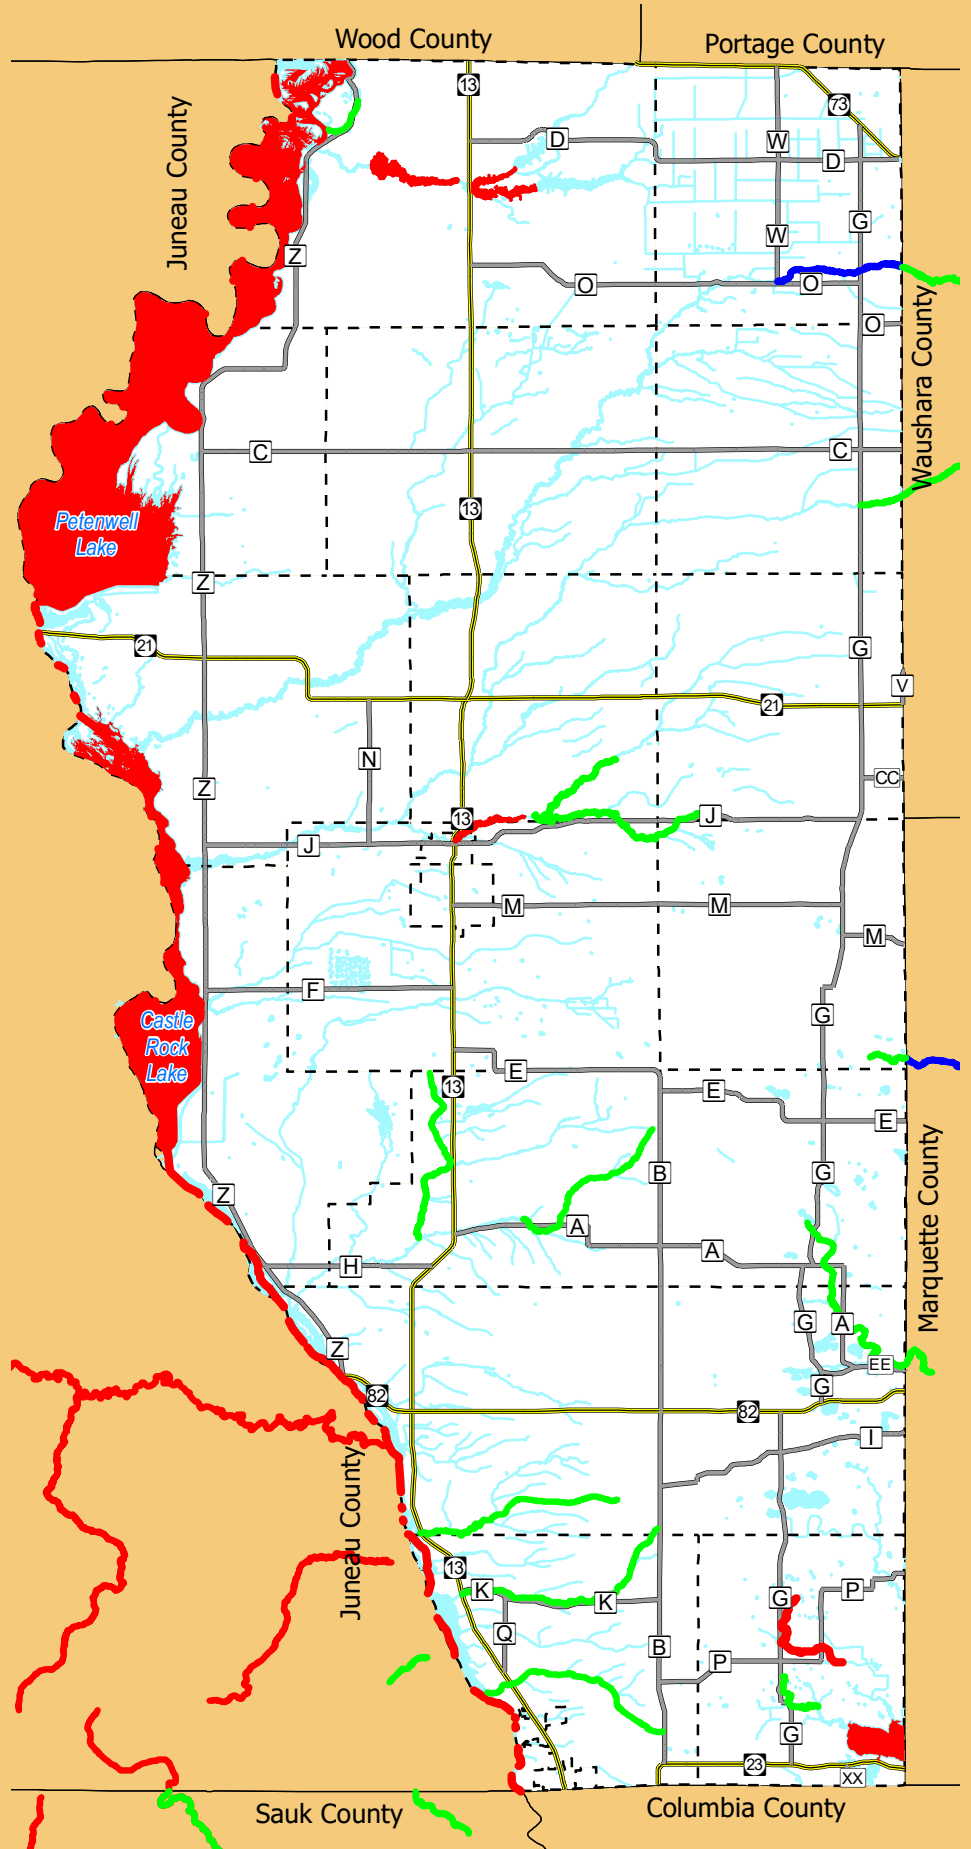 Wood County
Portage County
13
73
Juneau County
D
W
D
W
G
Z
O
O
O
Waushara County
C
C
13
Petenwell
Lake
Z
21
G
V
21
N
CC
Z
13
J
J
M
M
M
F
G
Castle
Rock
Lake
E
13
E
E
Marquette County
B
G
Z
A
A
H
G
A
Z
EE
G
82
82
I
Juneau County
13
K
K
G
P
Q
B
P
G
23
XX
Sauk County
Columbia County